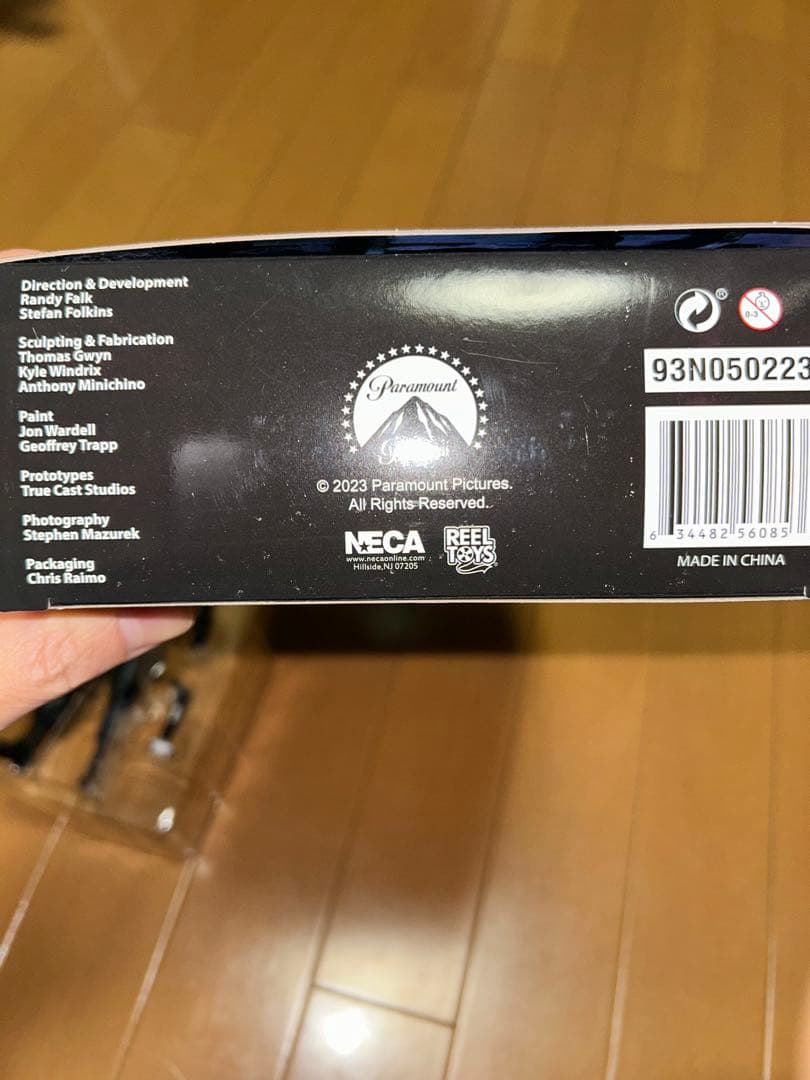 Direction & Development
Randy Falk
Stefan Folkins
Sculpting & Fabrication
Thomas Gwyn
Kyle Windrix
Anthony Minichino
Paint
Jon Wardell
Geoffrey Trapp
Prototypes
True Cast Studios
Photography
Stephen Mazurek
Packaging
Chris Raimo
Paramount
© 2023 Paramount Pictures.
All Rights Reserved.
NECA
www.necaonline.com
Hillside, NJ 07205
REEL
TOYS
®
0-3
93N050223
6 34482 56085
MADE IN CHINA